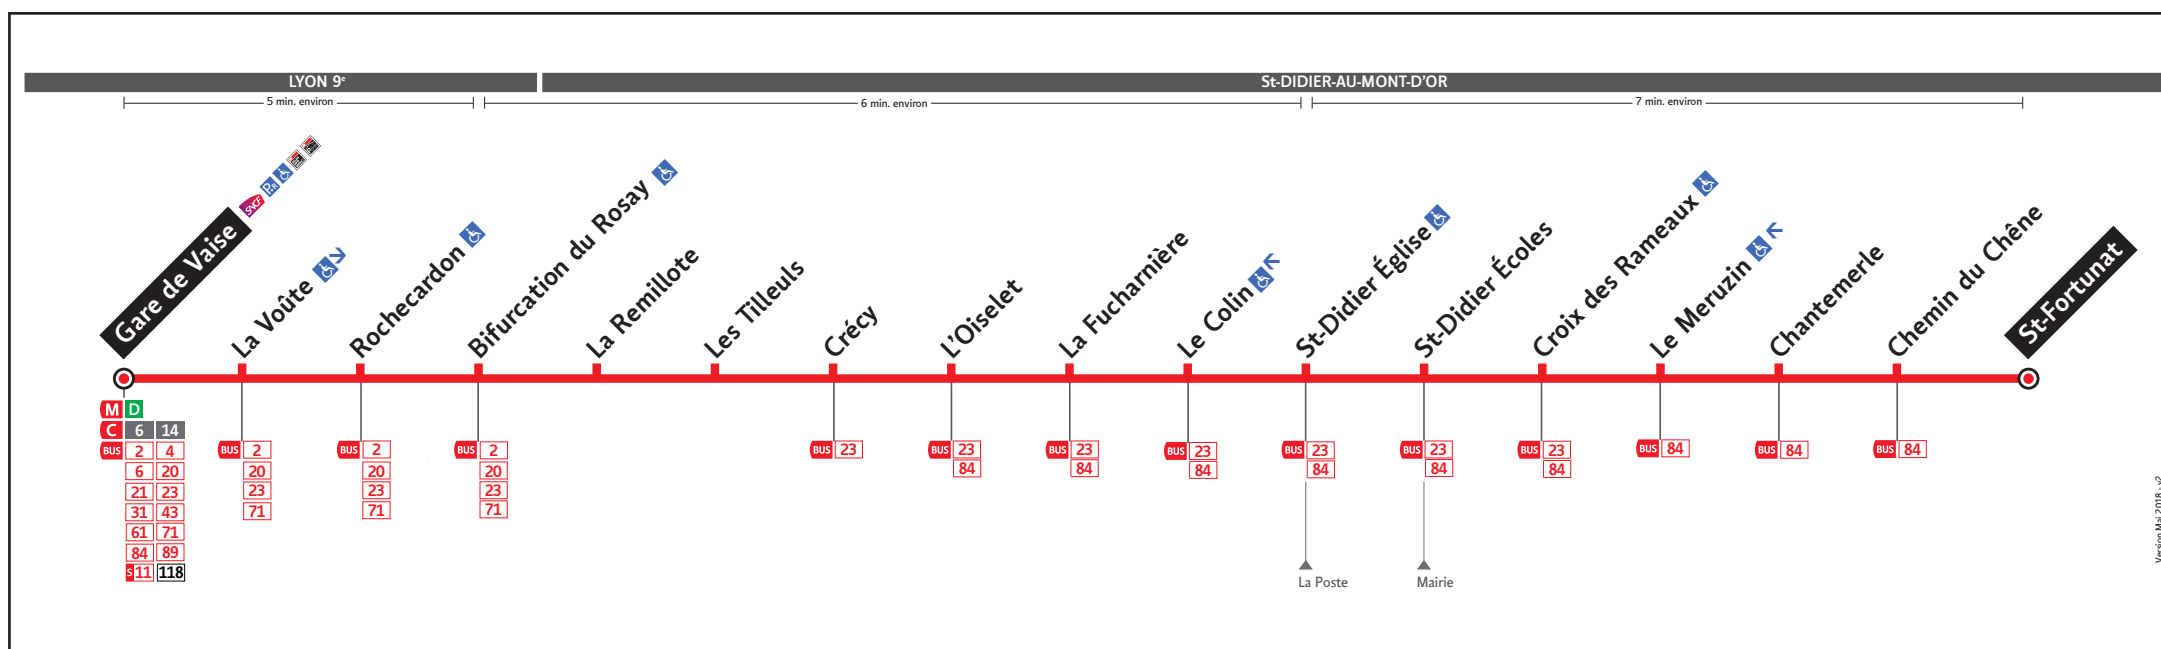 LYON 9e
St-DIDIER-AU-MONT-D'OR
5 min. environ
6 min. environ
7 min. environ
Gare de Vaise
SNCF
P+R
La Voûte
Rochecardon
Bifurcation du Rosay
La Remillote
Les Tilleuls
Crécy
L'Oiselet
La Fucharnière
Le Colin
St-Didier Église
St-Didier Écoles
Croix des Rameaux
Le Meruzin
Chantemerle
Chemin du Chêne
St-Fortunat
M D
C 6 14
BUS 2 4
6 20
21 23
31 43
61 71
84 89
S 11 118
BUS 2
20
23
71
BUS 2
20
23
71
BUS 2
20
23
71
BUS 23
BUS 23
84
BUS 23
84
BUS 23
84
BUS 23
84
BUS 23
84
BUS 23
84
BUS 84
BUS 84
BUS 84
La Poste
Mairie
Version Mai 2018 - v2